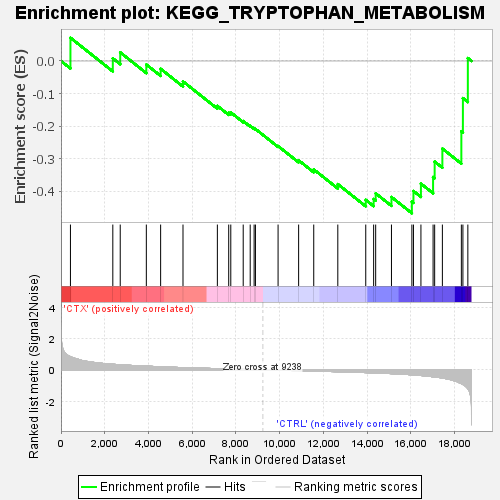 Enrichment plot: KEGG_TRYPTOPHAN_METABOLISM
Enrichment score (ES)
0.0
-0.1
-0.2
-0.3
-0.4
'CTX' (positively correlated)
Ranked list metric (Signal2Noise)
4
2
0
-2
Zero cross at 9238
'CTRL' (negatively correlated)
0
2,000
4,000
6,000
8,000
10,000
12,000
14,000
16,000
18,000
Rank in Ordered Dataset
Enrichment profile
Hits
Ranking metric scores